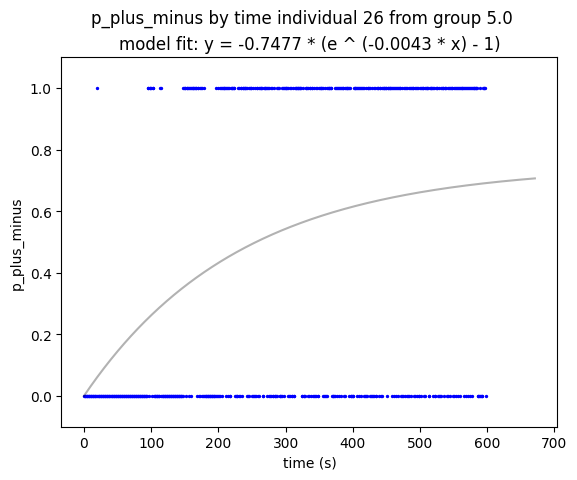 p_plus_minus by time individual 26 from group 5.0
model fit: y = -0.7477 * (e ^ (-0.0043 * x) - 1)
1.0
0.8
0.6
0.4
0.2
0.0
p_plus_minus
0 100 200 300 400 500 600 700
time (s)